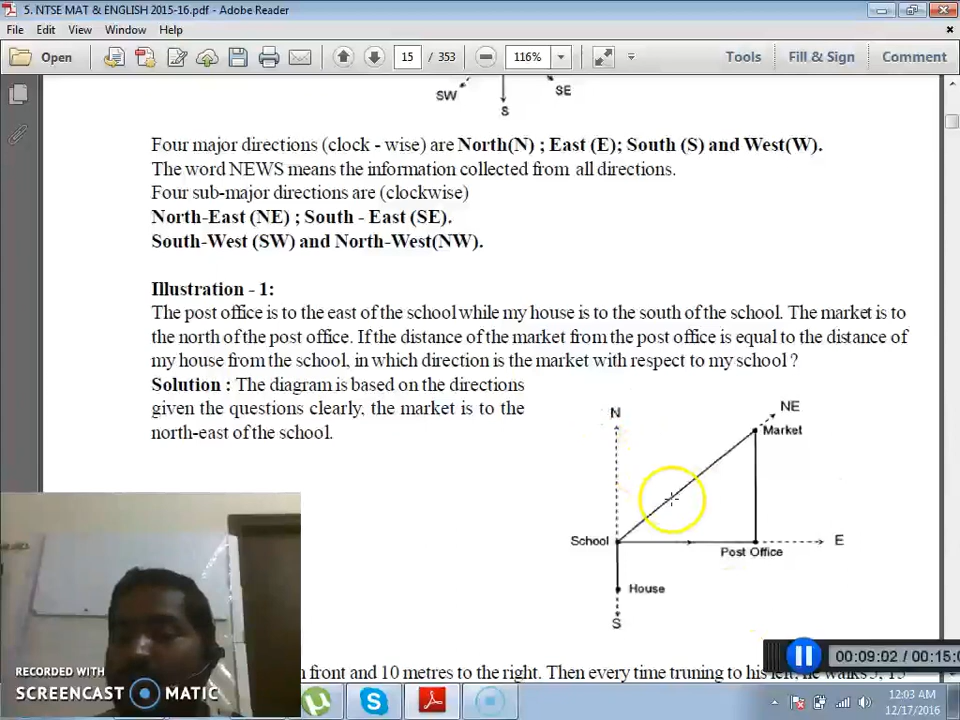 5. NTSE MAT & ENGLISH 2015-16.pdf - Adobe Reader
File Edit View Window Help
Open 15 / 353 116% Tools Fill & Sign Comment
SW SE
S
Four major directions (clock - wise) are North(N) ; East (E); South (S) and West(W).
The word NEWS means the information collected from all directions.
Four sub-major directions are (clockwise)
North-East (NE) ; South - East (SE).
South-West (SW) and North-West(NW).
Illustration - 1:
The post office is to the east of the school while my house is to the south of the school. The market is to
the north of the post office. If the distance of the market from the post office is equal to the distance of
my house from the school, in which direction is the market with respect to my school ?
Solution : The diagram is based on the directions
given the questions clearly, the market is to the
north-east of the school.
N NE
Market
School Post Office E
House
S
n front and 10 metres to the right. Then every time truning to his left. he walks 5, 15
00:09:02 / 00:15:0
RECORDED WITH
SCREENCAST MATIC
12:03 AM
12/17/2016